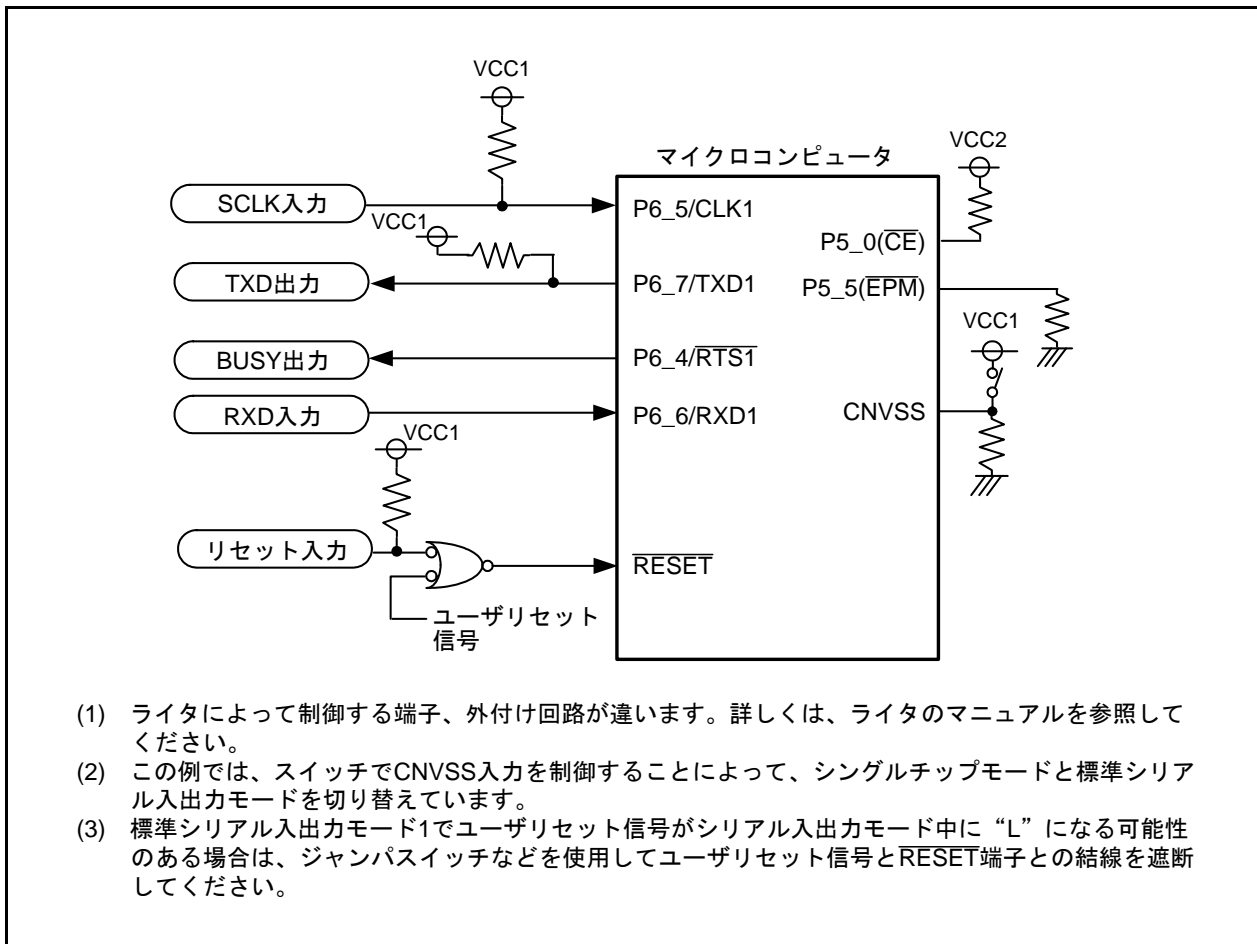 VCC1
マイクロコンピュータ
VCC2
SCLK入力
P6_5/CLK1
VCC1
P5_0(CE)
TXD出力
P6_7/TXD1
P5_5(EPM)
VCC1
BUSY出力
P6_4/RTS1
RXD入力
P6_6/RXD1
CNVSS
VCC1
リセット入力
RESET
ユーザリセット
信号
(1) ライタによって制御する端子、外付け回路が違います。詳しくは、ライタのマニュアルを参照して
ください。
(2) この例では、スイッチでCNVSS入力を制御することによって、シングルチップモードと標準シリア
ル入出力モードを切り替えています。
(3) 標準シリアル入出力モード1でユーザリセット信号がシリアル入出力モード中に“L”になる可能性
のある場合は、ジャンパスイッチなどを使用してユーザリセット信号とRESET端子との結線を遮断
してください。